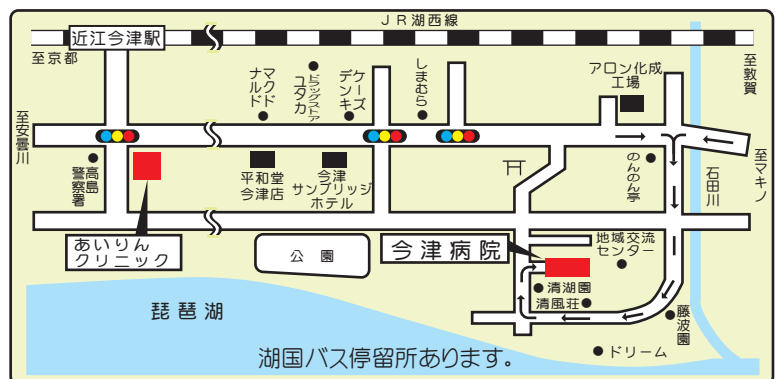 JR湖西線
近江今津駅
至京都
至敦賀
マクド
ナルド
ドラッグストア
ユタカ
ケーズ
デンキ
しまむら
アロン化成
工場
至安曇川
至マキノ
高島
警察署
平和堂
今津店
今津
サンブリッジ
ホテル
のんのん亭
石田川
あいりん
クリニック
公園
今津病院
地域交流
センター
清湖園
清風荘
藤波園
琵琶湖
ドリーム
湖国バス停留所あります。